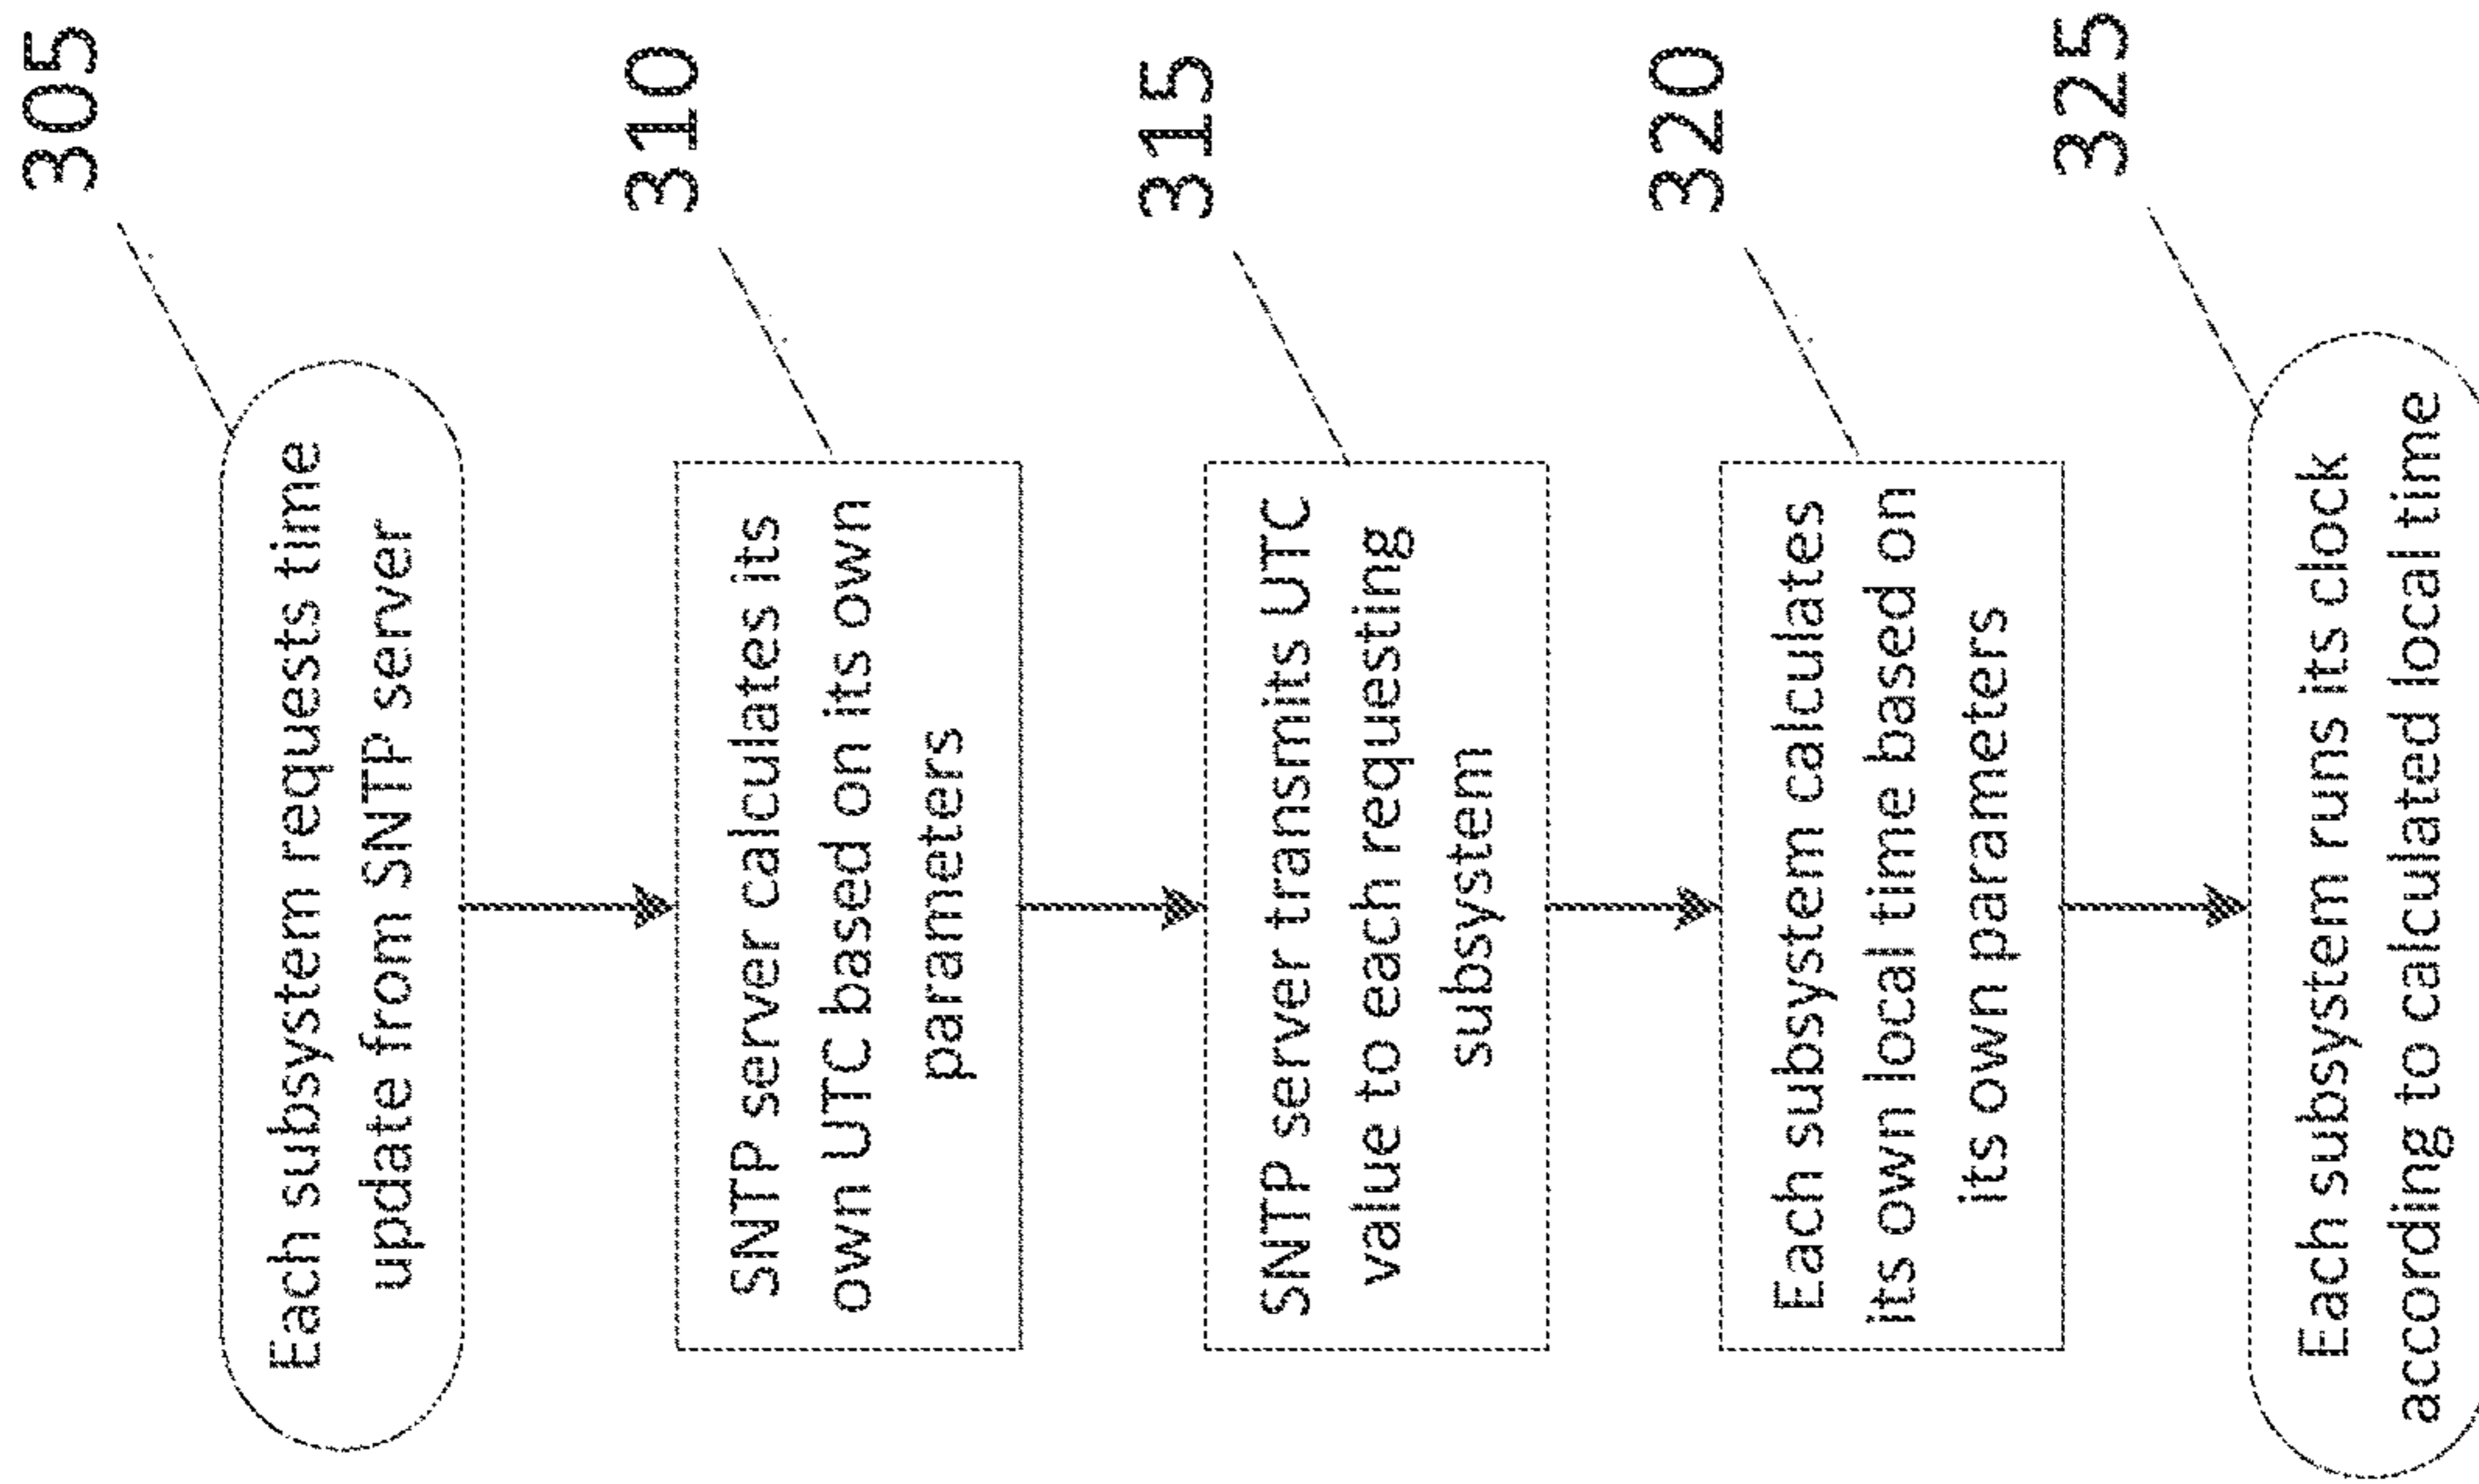 305
Each subsystem requests time
update from SNTP server
310
SNTP server calculates its
own UTC based on its own
parameters
315
SNTP server transmits UTC
value to each requesting
subsystem
320
Each subsystem calculates
its own local time based on
its own parameters
325
Each subsystem runs its clock
according to calculated local time